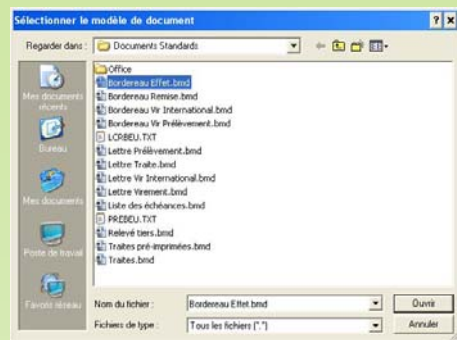 Sélectionner le modèle de document
Regarder dans : Documents Standards
Mes documents récents
Bureau
Mes documents
Poste de travail
Favoris réseau
Office
Bordereau Effet.bmd
Bordereau Remise.bmd
Bordereau Vir International.bmd
Bordereau Vir Prélèvement.bmd
LCRBEU.TXT
Lettre Prélèvement.bmd
Lettre Traite.bmd
Lettre Vir International.bmd
Lettre Virement.bmd
Liste des échéances.bmd
PREBEU.TXT
Relevé tiers.bmd
Traites pré-imprimées.bmd
Traites.bmd
Nom du fichier : Bordereau Effet.bmd Ouvrir
Fichiers de type : Tous les fichiers (*.*) Annuler